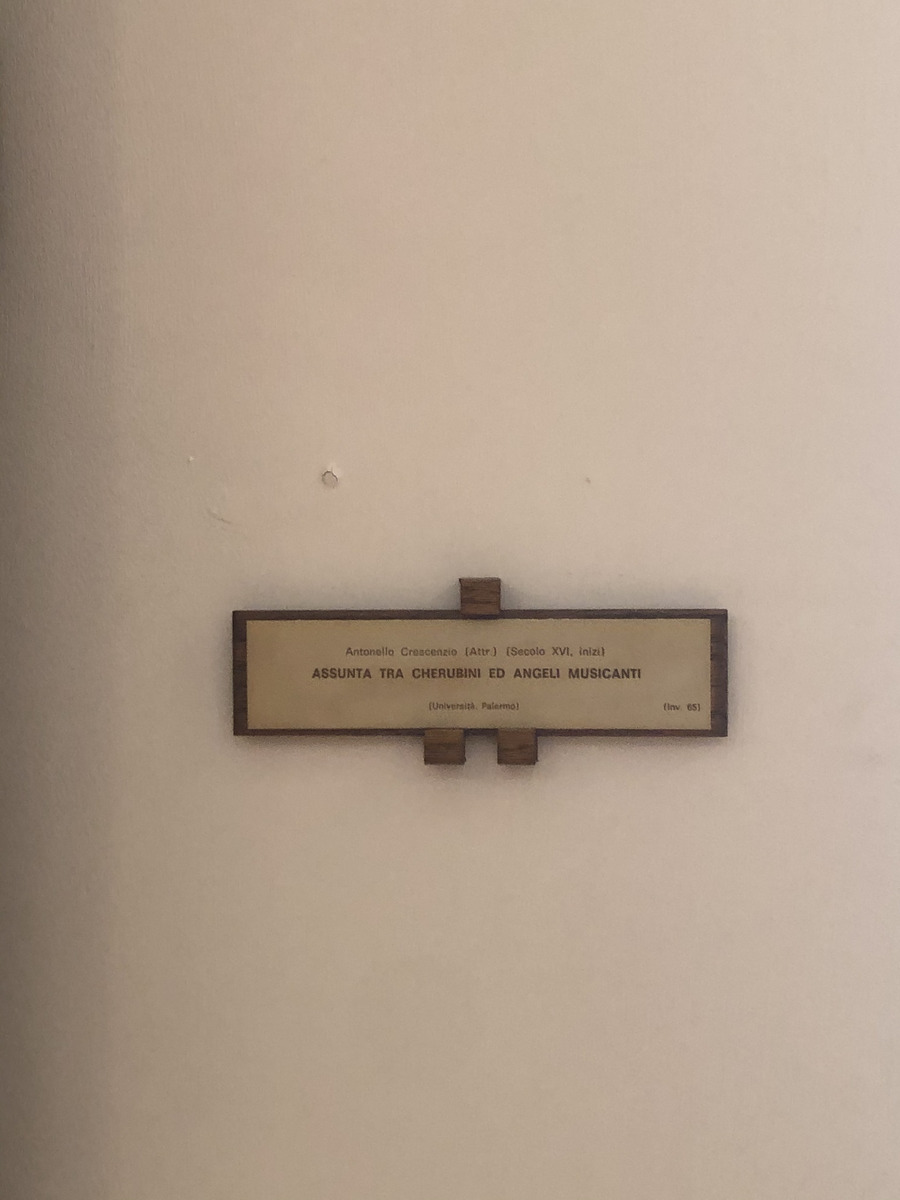 Antonello Crescenzio (Attr.) (Secolo XVI, inizi)
ASSUNTA TRA CHERUBINI ED ANGELI MUSICANTI
(Università, Palermo) (Inv. 65)